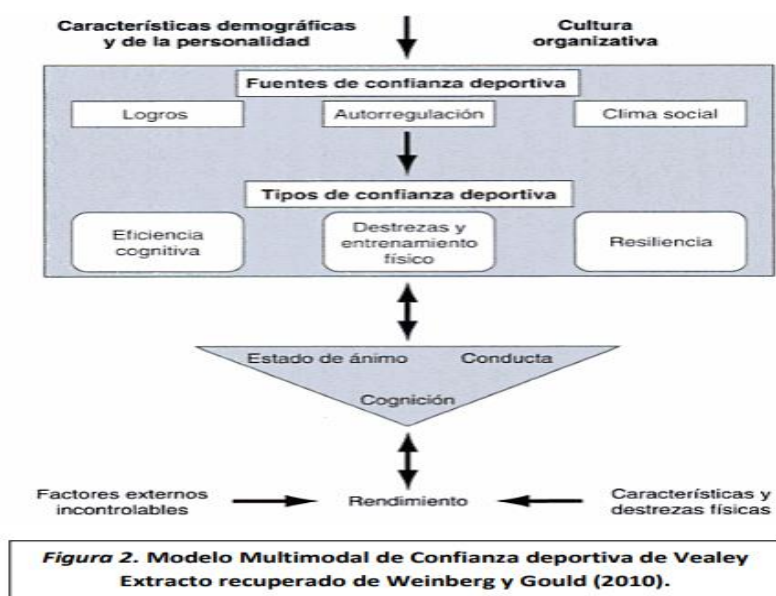 Características demográficas
y de la personalidad
Cultura
organizativa
Fuentes de confianza deportiva
Logros
Autorregulación
Clima social
Tipos de confianza deportiva
Eficiencia
cognitiva
Destrezas y
entrenamiento
físico
Resiliencia
Estado de ánimo
Conducta
Cognición
Factores externos
incontrolables
Rendimiento
Características y
destrezas físicas
Figura 2. Modelo Multimodal de Confianza deportiva de Vealey
Extracto recuperado de Weinberg y Gould (2010).